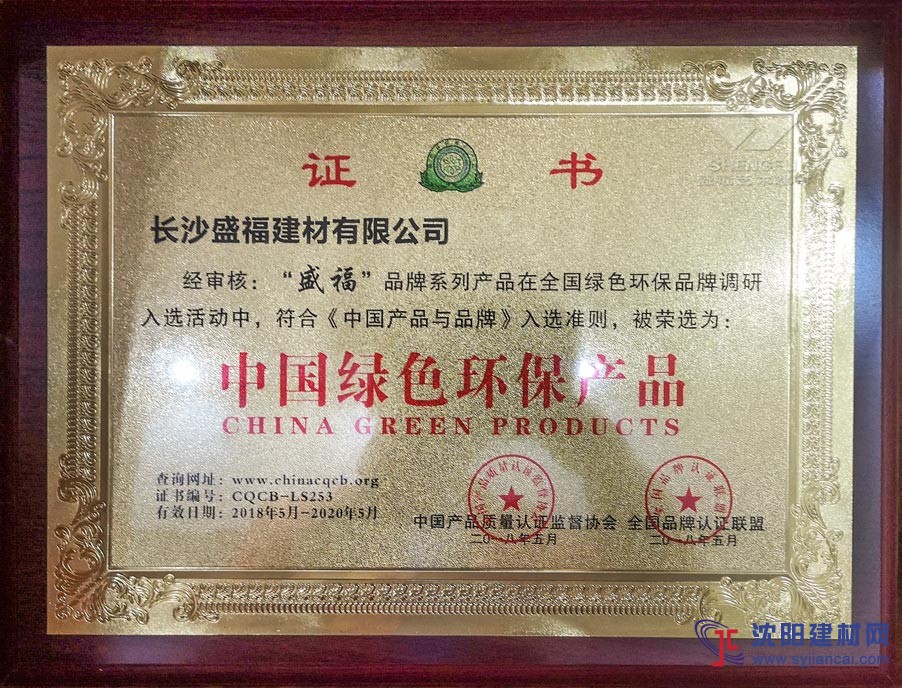 证 书
长沙盛福建材有限公司
经审核：“盛福”品牌系列产品在全国绿色环保品牌调研
入选活动中，符合《中国产品与品牌》入选准则，被荣选为：
中国绿色环保产品
CHINA GREEN PRODUCTS
查询网址：www.chinacqcb.org
证书编号：CQCB-LS253
有效日期：2018年5月-2020年5月
中国产品质量认证监督协会 全国品牌认证联盟
二〇一八年五月 二〇一八年五月
沈阳建材网
www.syjiancai.com